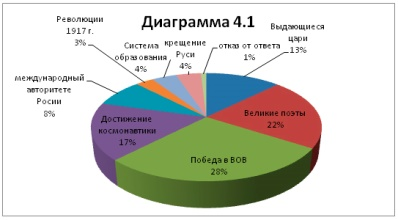 Диаграмма 4.1
Революции
1917 г.
3%
Система
образования
4%
крещение
Руси
4%
отказ от ответа
1%
Выдающиеся
цари
13%
международный
авторитете
Росии
8%
Великие поэты
22%
Достижение
космонавтики
17%
Победа в ВОВ
28%